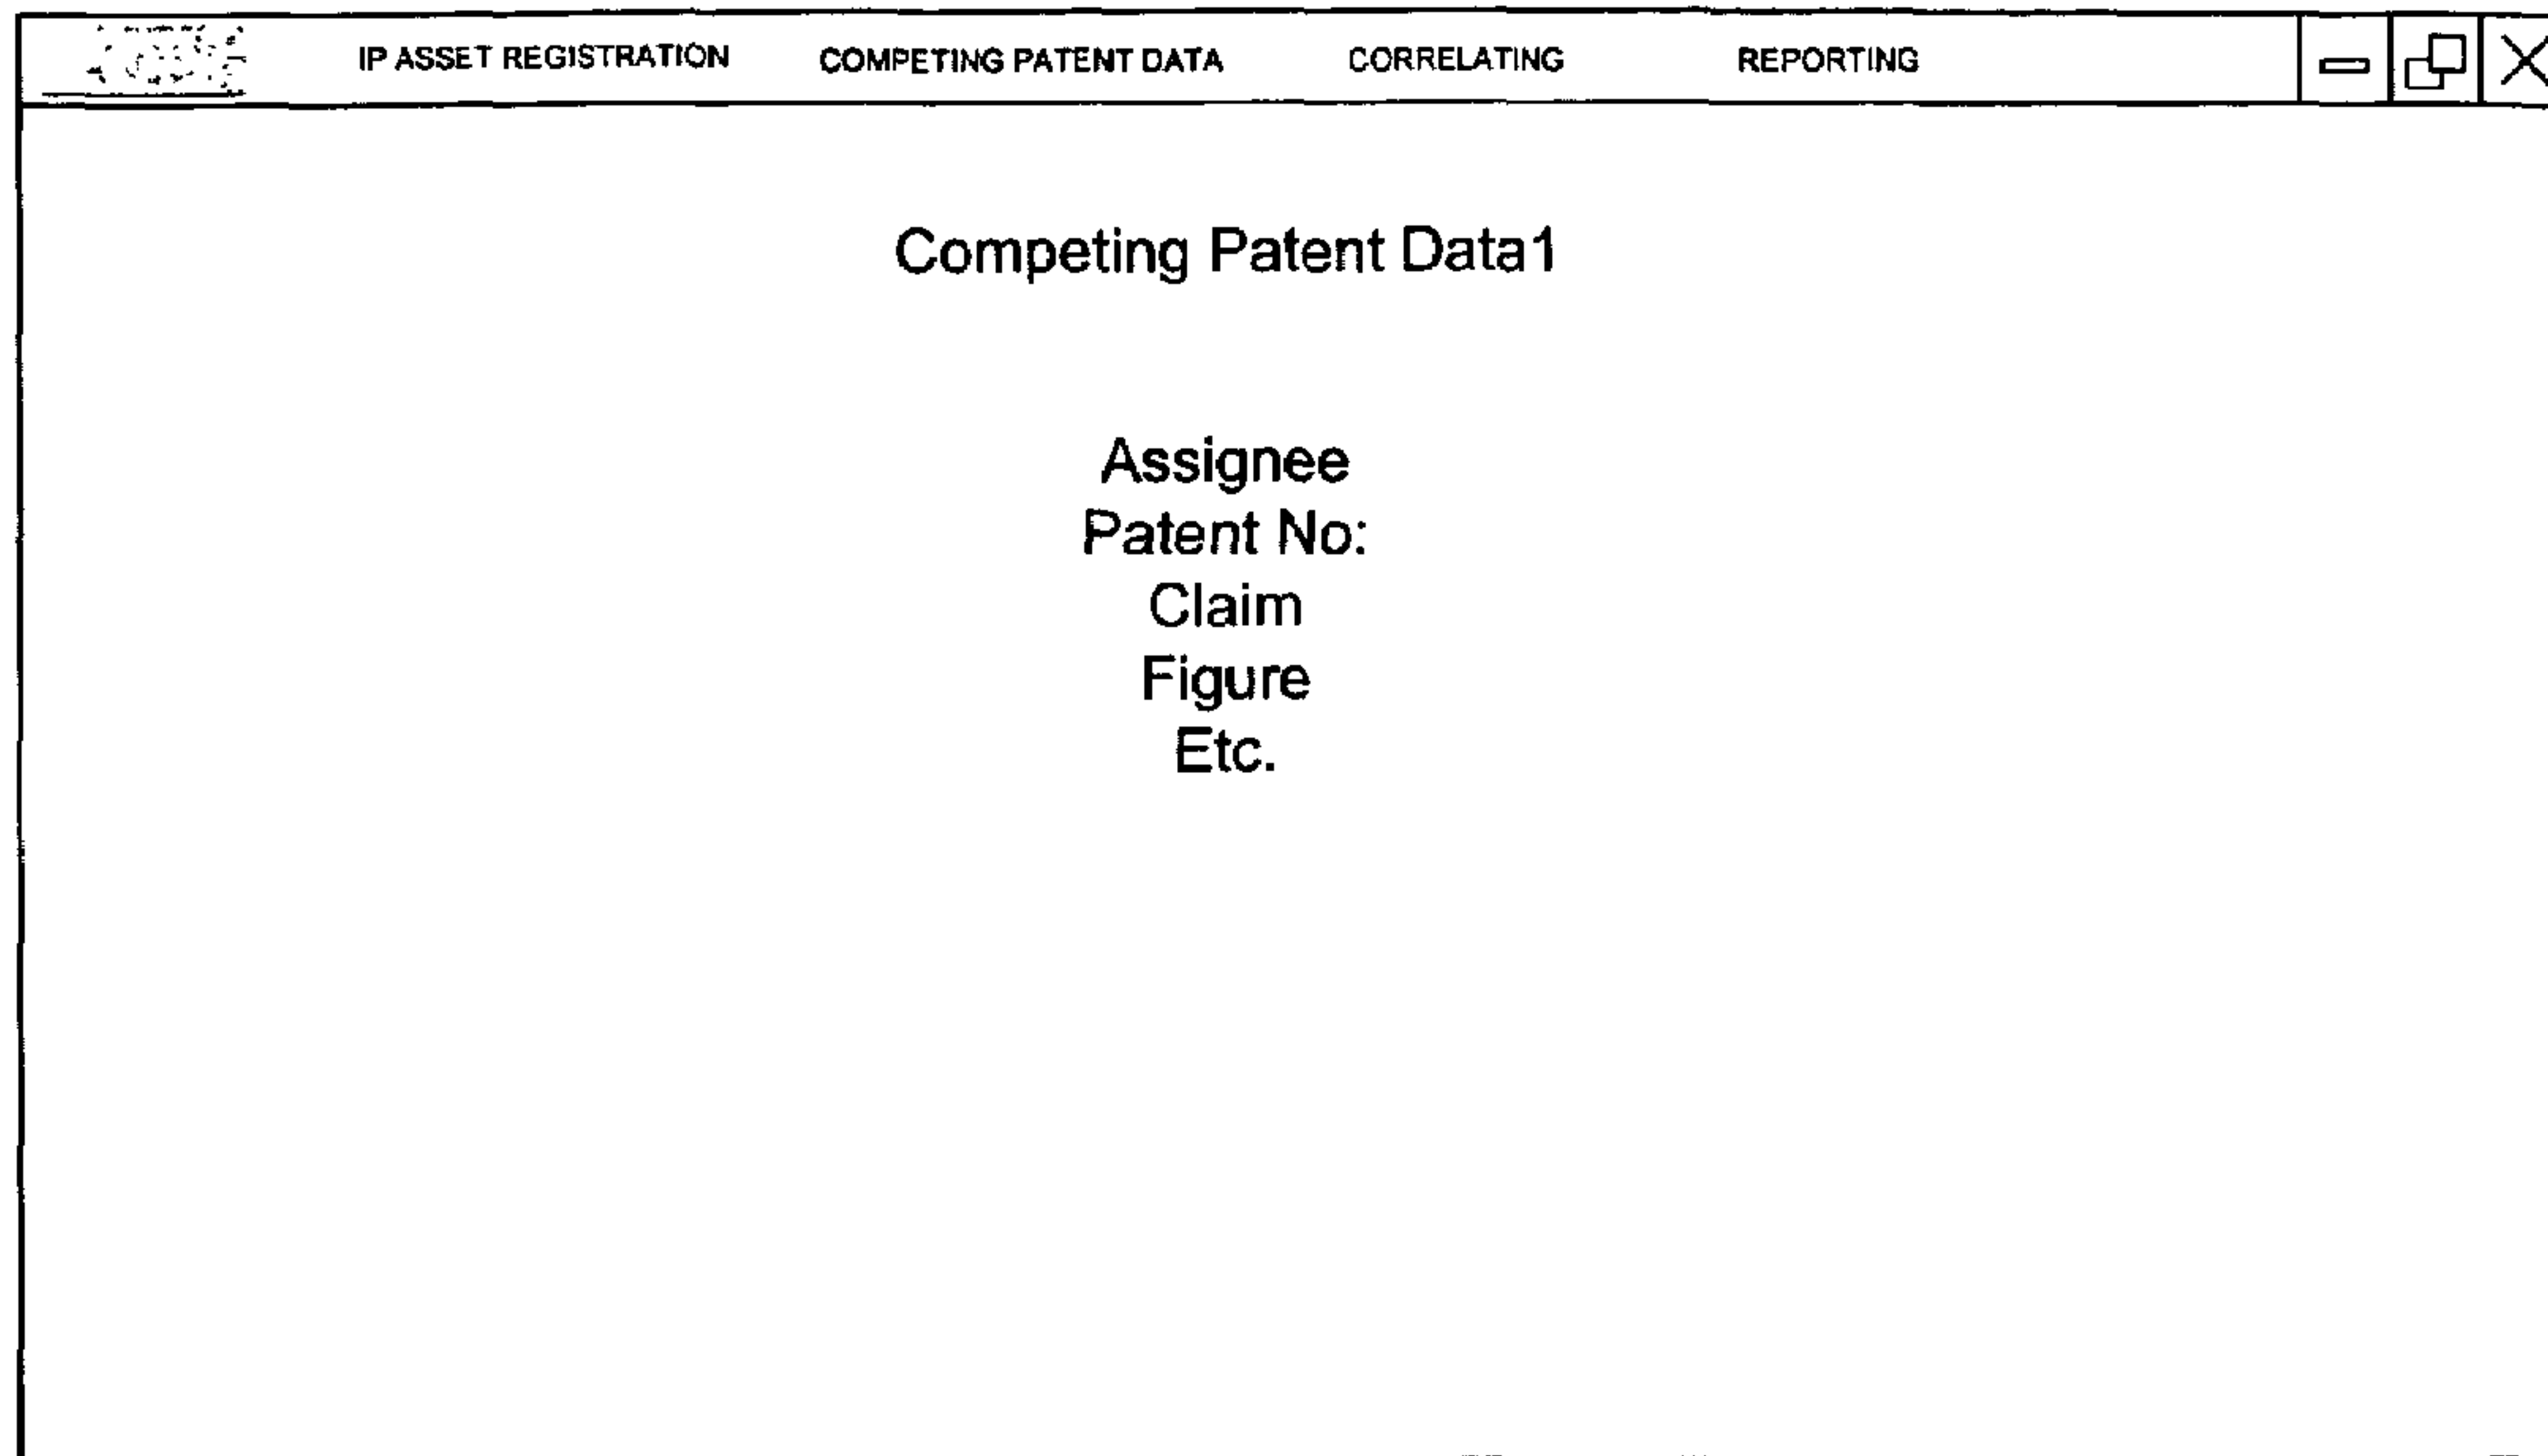 IP ASSET REGISTRATION COMPETING PATENT DATA CORRELATING REPORTING
Competing Patent Data1
Assignee
Patent No:
Claim
Figure
Etc.